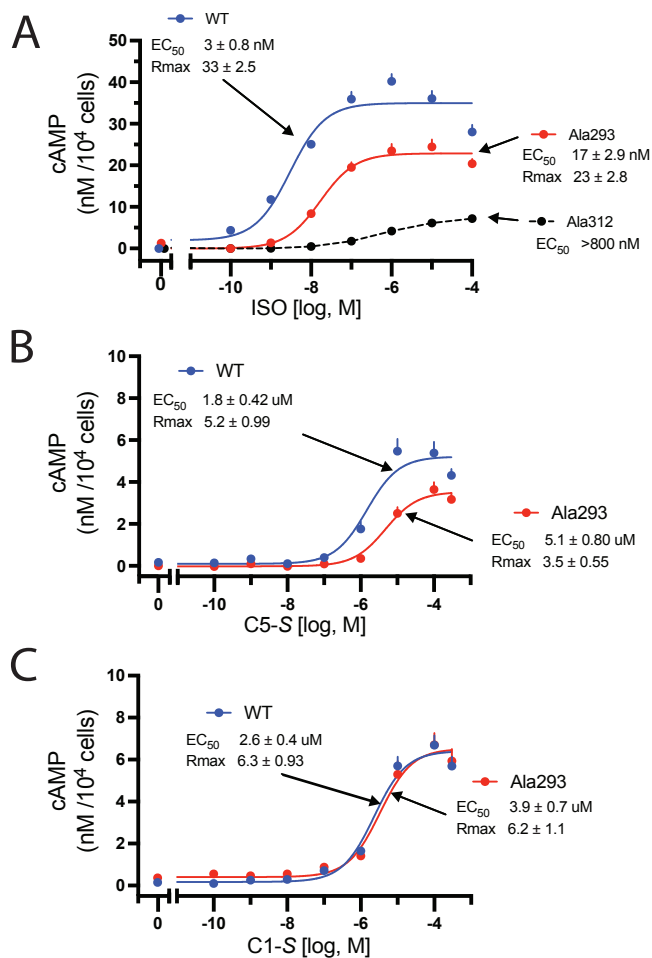 A
WT
EC50 3 ± 0.8 nM
Rmax 33 ± 2.5
50
40
30
20
10
0
cAMP
(nM /10^4 cells)
Ala293
EC50 17 ± 2.9 nM
Rmax 23 ± 2.8
Ala312
EC50 >800 nM
0 -10 -8 -6 -4
ISO [log, M]
B
10
8
6
4
2
0
cAMP
(nM /10^4 cells)
WT
EC50 1.8 ± 0.42 uM
Rmax 5.2 ± 0.99
Ala293
EC50 5.1 ± 0.80 uM
Rmax 3.5 ± 0.55
0 -10 -8 -6 -4
C5-S [log, M]
C
10
8
6
4
2
0
cAMP
(nM /10^4 cells)
WT
EC50 2.6 ± 0.4 uM
Rmax 6.3 ± 0.93
Ala293
EC50 3.9 ± 0.7 uM
Rmax 6.2 ± 1.1
0 -10 -8 -6 -4
C1-S [log, M]